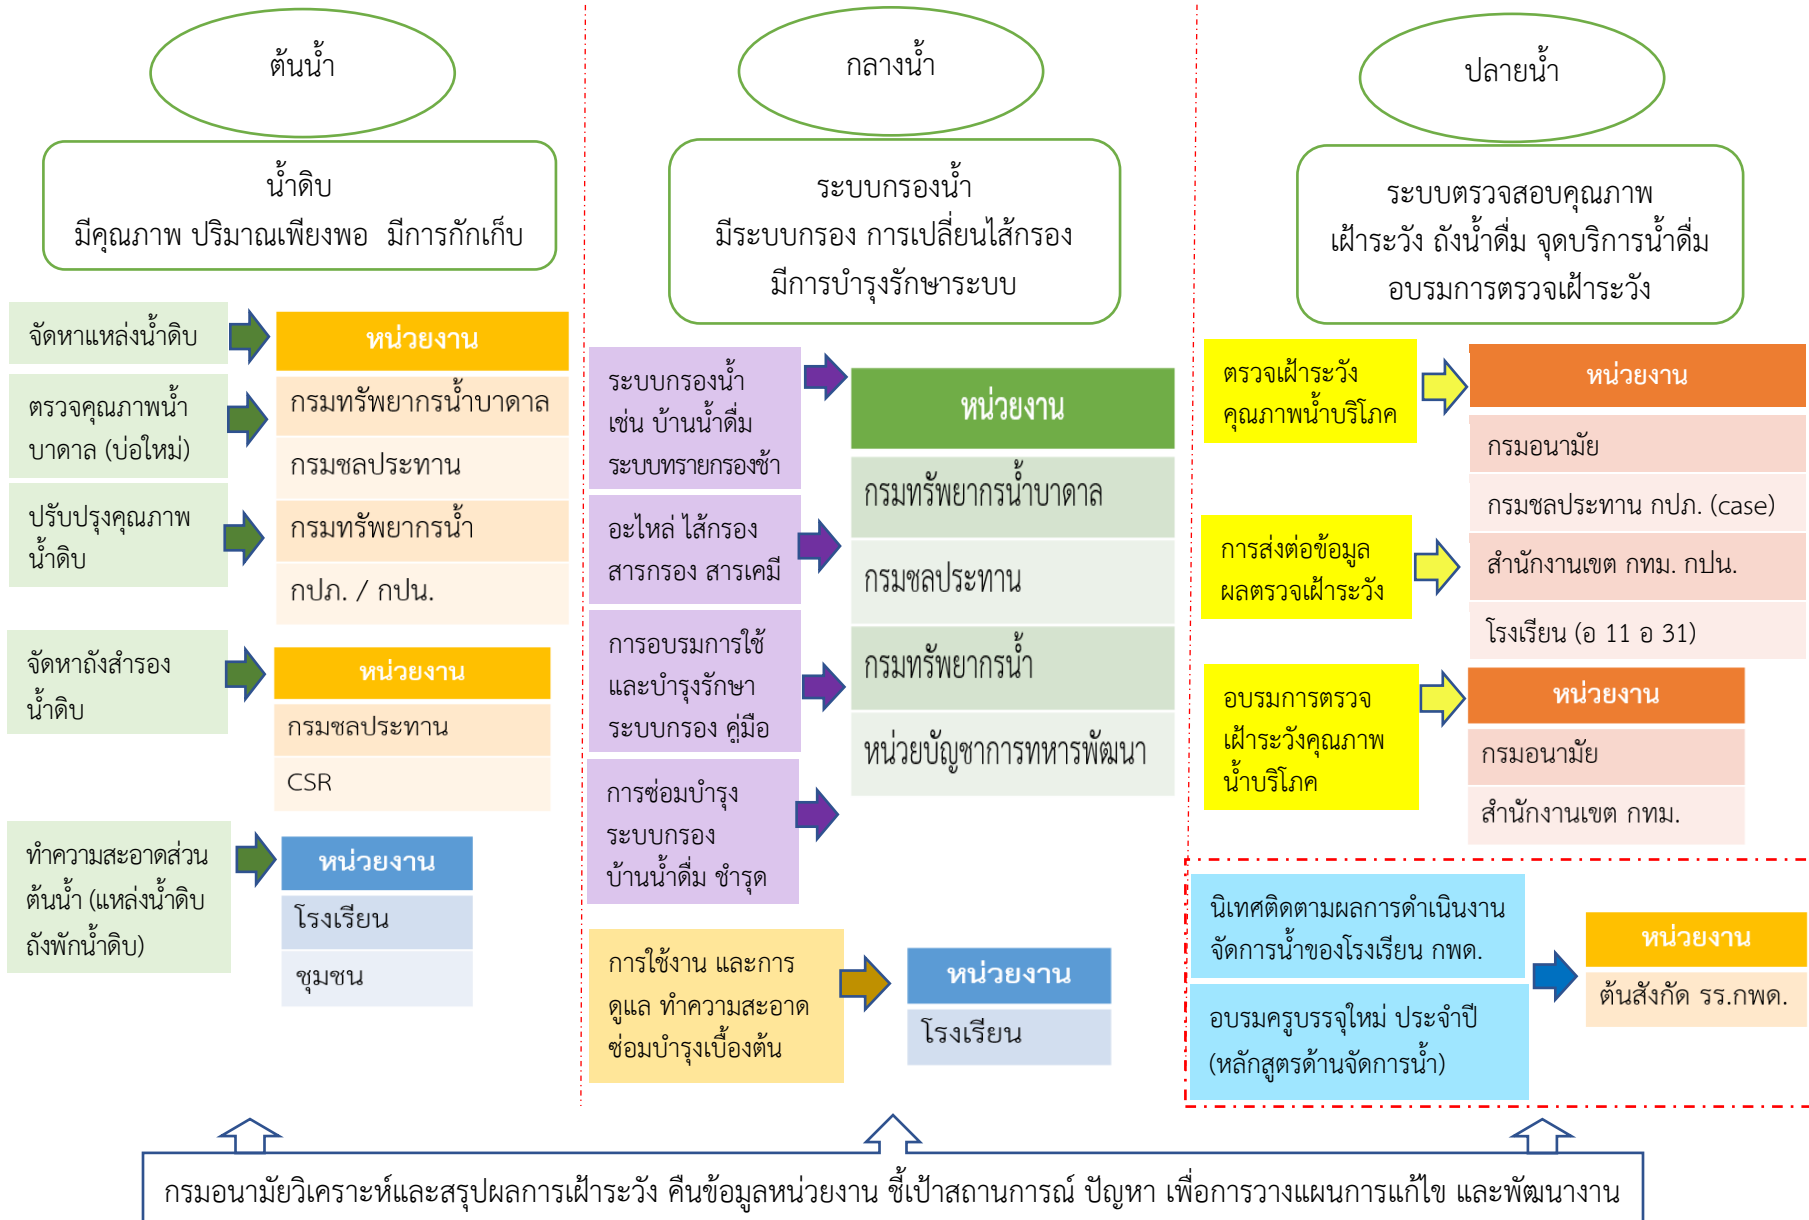 ต้นน้ำ
น้ำดิบ
มีคุณภาพ ปริมาณเพียงพอ มีการกักเก็บ
จัดหาแหล่งน้ำดิบ
ตรวจคุณภาพน้ำ
บาดาล (บ่อใหม่)
ปรับปรุงคุณภาพ
น้ำดิบ
หน่วยงาน
กรมทรัพยากรน้ำบาดาล
กรมชลประทาน
กรมทรัพยากรน้ำ
กปภ. / กปน.
จัดหาถังสำรอง
น้ำดิบ
หน่วยงาน
กรมชลประทาน
CSR
ทำความสะอาดส่วน
ต้นน้ำ (แหล่งน้ำดิบ
ถังพักน้ำดิบ)
หน่วยงาน
โรงเรียน
ชุมชน
กลางน้ำ
ระบบกรองน้ำ
มีระบบกรอง การเปลี่ยนไส้กรอง
มีการบำรุงรักษาระบบ
ระบบกรองน้ำ
เช่น บ้านน้ำดื่ม
ระบบทรายกรองช้า
อะไหล่ ไส้กรอง
สารกรอง สารเคมี
การอบรมการใช้
และบำรุงรักษา
ระบบกรอง คู่มือ
การซ่อมบำรุง
ระบบกรอง
บ้านน้ำดื่ม ชำรุด
หน่วยงาน
กรมทรัพยากรน้ำบาดาล
กรมชลประทาน
กรมทรัพยากรน้ำ
หน่วยบัญชาการทหารพัฒนา
การใช้งาน และการ
ดูแล ทำความสะอาด
ซ่อมบำรุงเบื้องต้น
หน่วยงาน
โรงเรียน
ปลายน้ำ
ระบบตรวจสอบคุณภาพ
เฝ้าระวัง ถังน้ำดื่ม จุดบริการน้ำดื่ม
อบรมการตรวจเฝ้าระวัง
ตรวจเฝ้าระวัง
คุณภาพน้ำบริโภค
การส่งต่อข้อมูล
ผลตรวจเฝ้าระวัง
หน่วยงาน
กรมอนามัย
กรมชลประทาน กปภ. (case)
สำนักงานเขต กทม. กปน.
โรงเรียน (อ 11 อ 31)
อบรมการตรวจ
เฝ้าระวังคุณภาพ
น้ำบริโภค
หน่วยงาน
กรมอนามัย
สำนักงานเขต กทม.
นิเทศติดตามผลการดำเนินงาน
จัดการน้ำของโรงเรียน กพด.
อบรมครูบรรจุใหม่ ประจำปี
(หลักสูตรด้านจัดการน้ำ)
หน่วยงาน
ต้นสังกัด รร.กพด.
กรมอนามัยวิเคราะห์และสรุปผลการเฝ้าระวัง คืนข้อมูลหน่วยงาน ชี้เป้าสถานการณ์ ปัญหา เพื่อการวางแผนการแก้ไข และพัฒนางาน